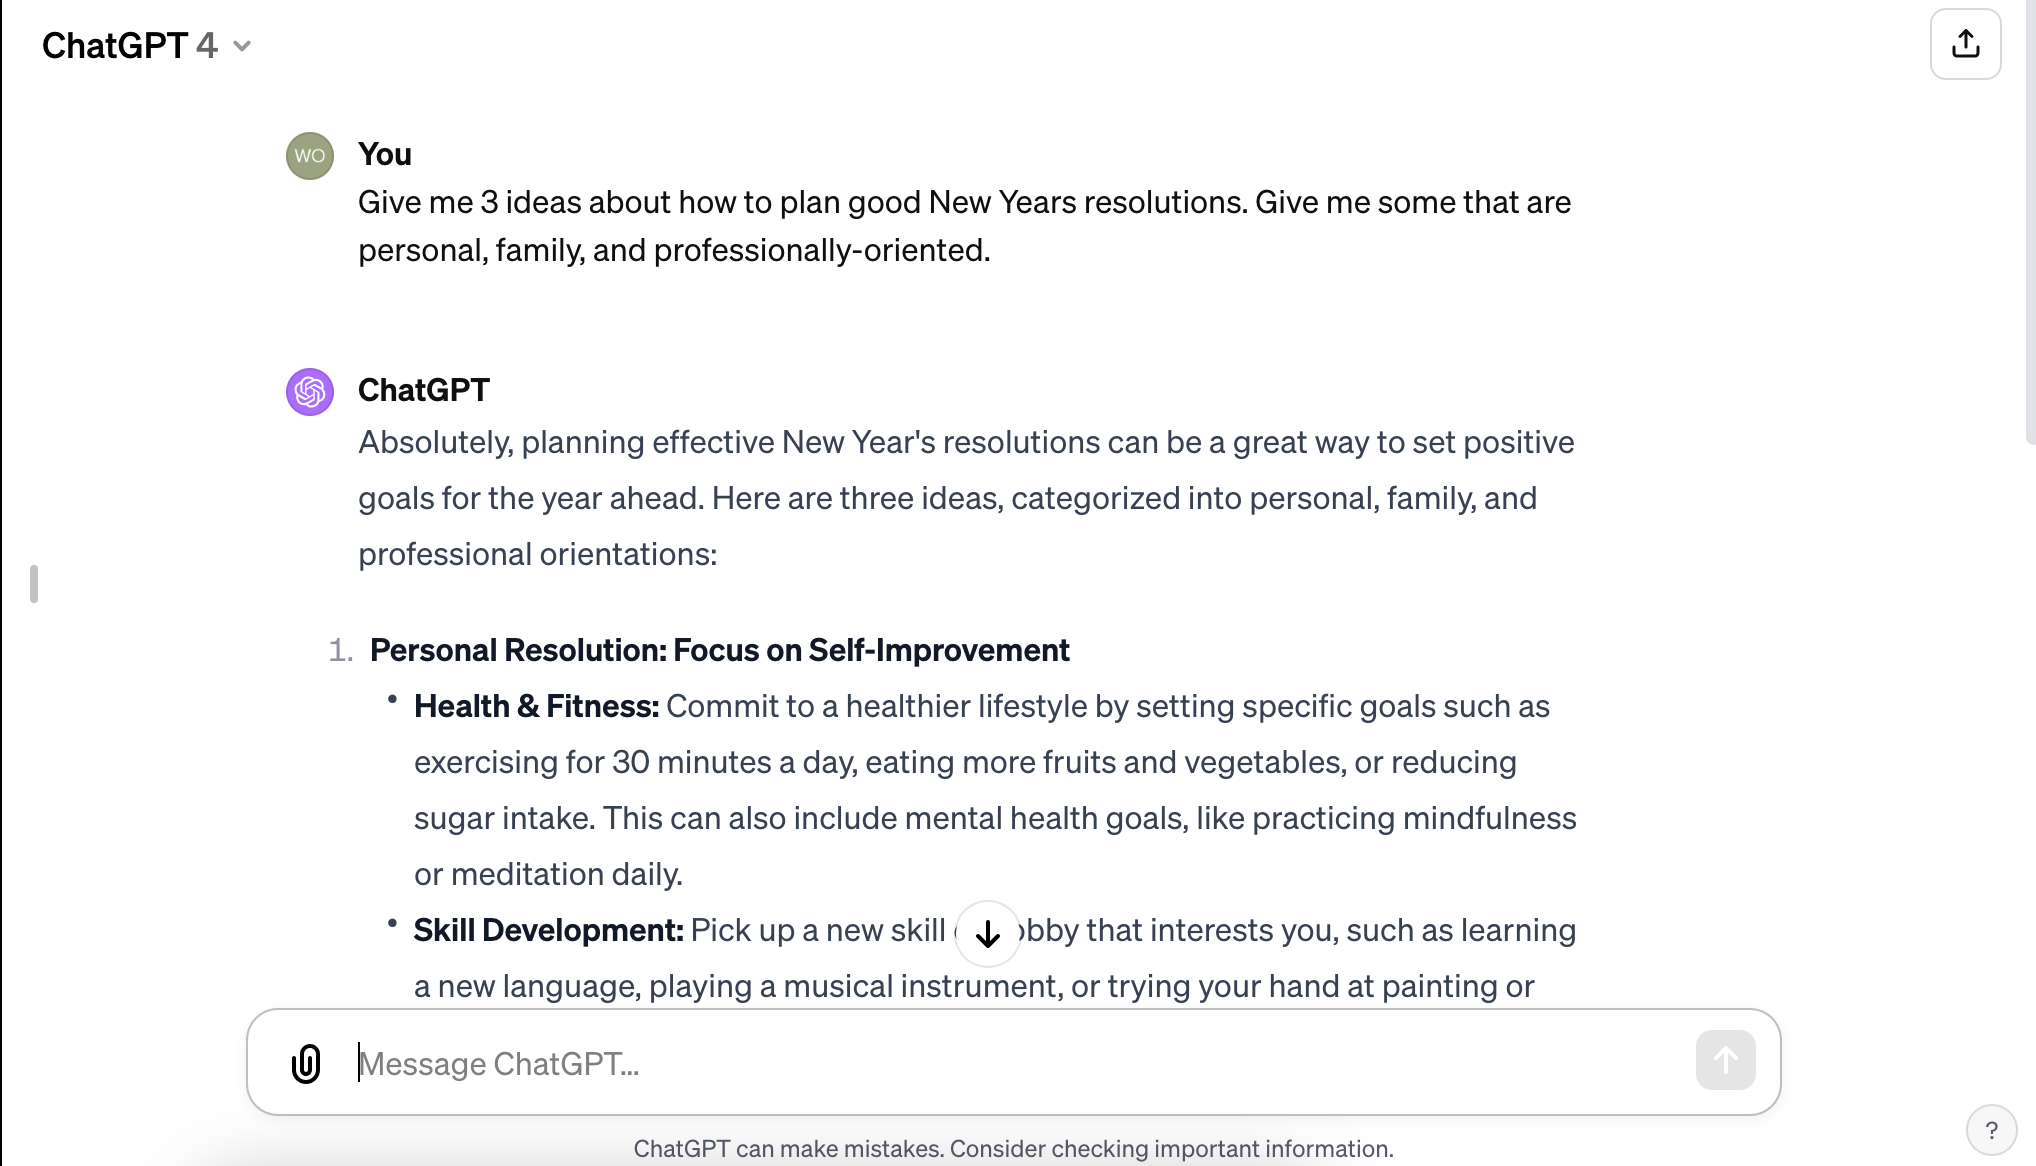 ChatGPT 4
WO
You
Give me 3 ideas about how to plan good New Years resolutions. Give me some that are
personal, family, and professionally-oriented.
ChatGPT
Absolutely, planning effective New Year's resolutions can be a great way to set positive
goals for the year ahead. Here are three ideas, categorized into personal, family, and
professional orientations:
1. Personal Resolution: Focus on Self-Improvement
• Health & Fitness: Commit to a healthier lifestyle by setting specific goals such as
exercising for 30 minutes a day, eating more fruits and vegetables, or reducing
sugar intake. This can also include mental health goals, like practicing mindfulness
or meditation daily.
• Skill Development: Pick up a new skill that interests you, such as learning
a new language, playing a musical instrument, or trying your hand at painting or
Message ChatGPT...
ChatGPT can make mistakes. Consider checking important information.
?